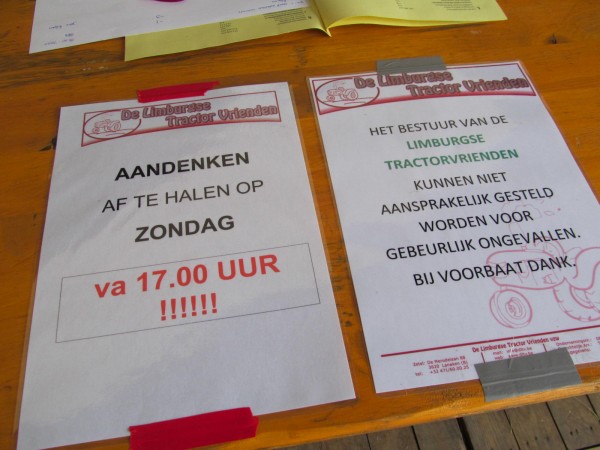 De Limburgse
Tractor Vrienden
AANDENKEN
AF TE HALEN OP
ZONDAG
va 17.00 UUR
!!!!!!
De Limburgse
Tractor Vrienden
HET BESTUUR VAN DE
LIMBURGSE
TRACTORVRIENDEN
KUNNEN NIET
AANSPRAKELIJK GESTELD
WORDEN VOOR
GEBEURLIJK ONGEVALLEN.
BIJ VOORBAAT DANK.
De Limburgse Tractor Vrienden vzw